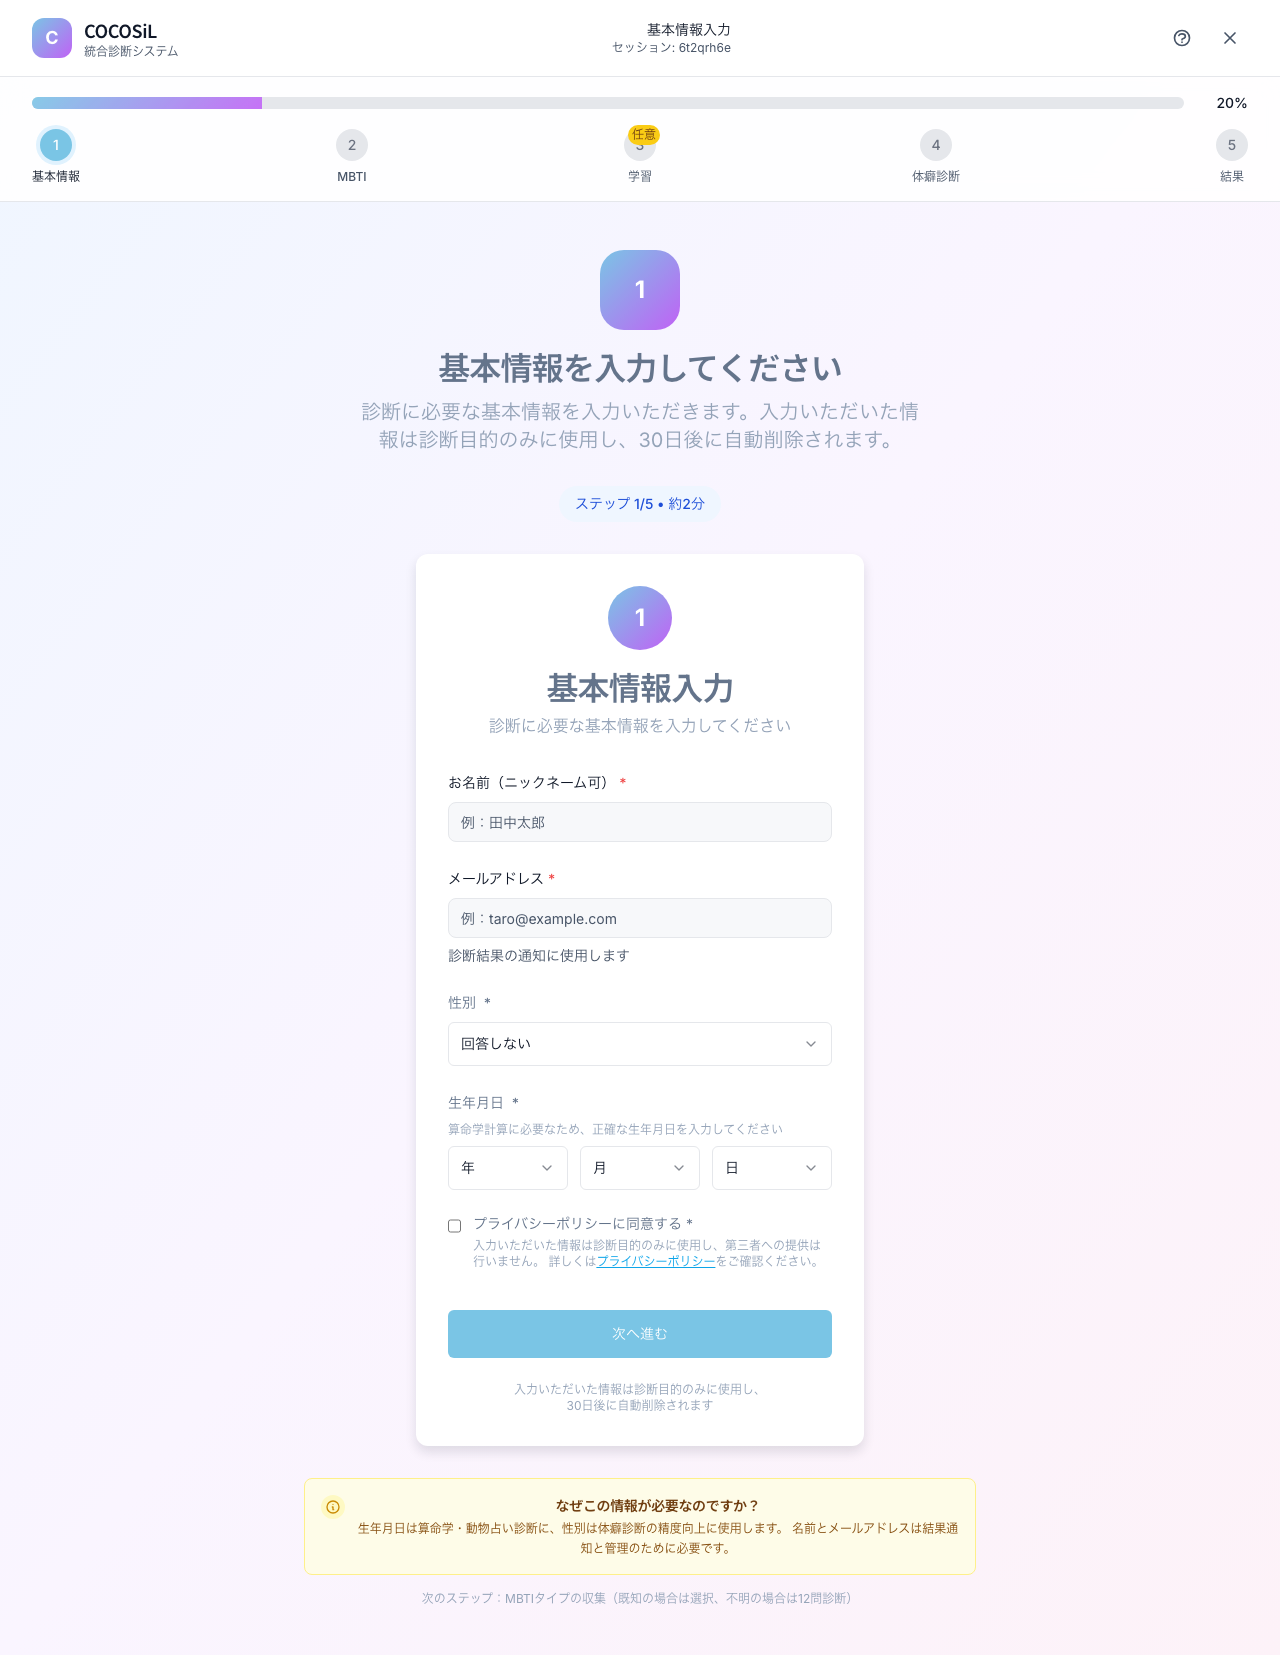 C
COCOSiL
統合診断システム
基本情報入力
セッション: 6t2qrh6e
20%
1
基本情報
2
MBTI
3
任意
学習
4
体癖診断
5
結果
1
基本情報を入力してください
診断に必要な基本情報を入力いただきます。入力いただいた情
報は診断目的のみに使用し、30日後に自動削除されます。
ステップ 1/5 • 約2分
1
基本情報入力
診断に必要な基本情報を入力してください
お名前（ニックネーム可） *
例：田中太郎
メールアドレス *
例：taro@example.com
診断結果の通知に使用します
性別 *
回答しない
生年月日 *
算命学計算に必要なため、正確な生年月日を入力してください
年
月
日
プライバシーポリシーに同意する *
入力いただいた情報は診断目的のみに使用し、第三者への提供は
行いません。 詳しくはプライバシーポリシーをご確認ください。
次へ進む
入力いただいた情報は診断目的のみに使用し、
30日後に自動削除されます
なぜこの情報が必要なのですか？
生年月日は算命学・動物占い診断に、性別は体癖診断の精度向上に使用します。 名前とメールアドレスは結果通
知と管理のために必要です。
次のステップ：MBTIタイプの収集（既知の場合は選択、不明の場合は12問診断）